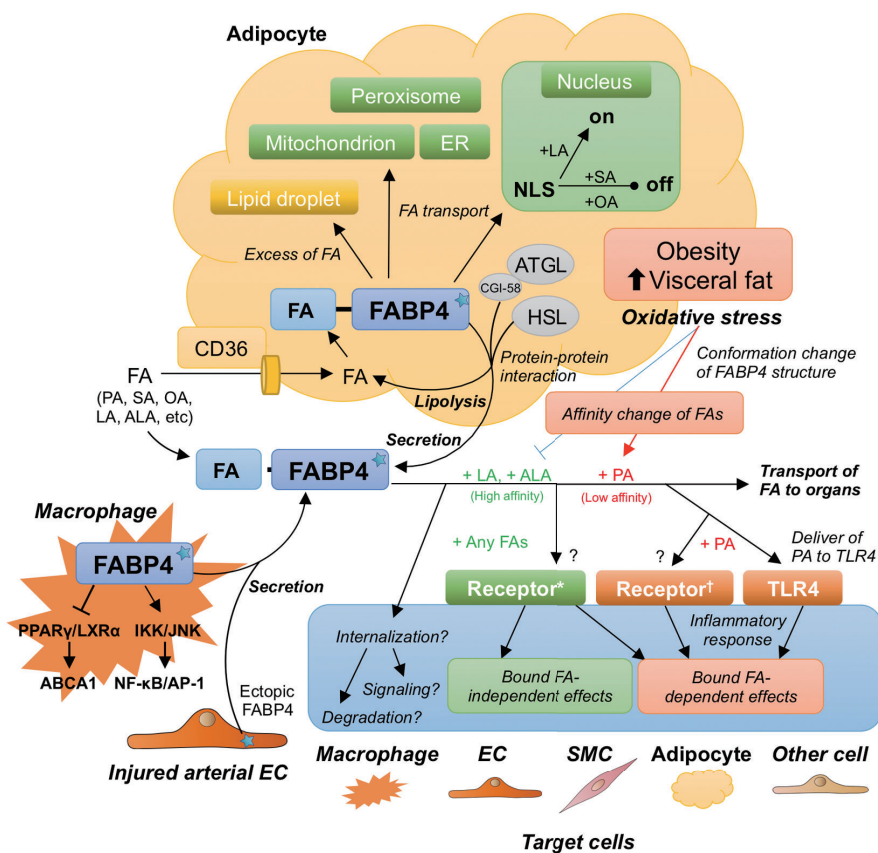 Adipocyte
Peroxisome
Mitochondrion
ER
Lipid droplet
Nucleus
on
+LA
NLS
+SA
+OA
off
FA transport
Excess of FA
ATGL
CGI-58
HSL
FA
FABP4
Obesity
Visceral fat
Oxidative stress
CD36
FA
(PA, SA, OA,
LA, ALA, etc)
FA
Lipolysis
Protein-protein
interaction
Conformation change
of FABP4 structure
Affinity change of FAs
Secretion
FA
FABP4
+ LA, + ALA
(High affinity)
+ PA
(Low affinity)
Transport of
FA to organs
Macrophage
FABP4
Secretion
+ Any FAs
?
?
+ PA
Deliver of
PA to TLR4
Receptor*
Receptor†
TLR4
PPARγ/LXRα
IKK/JNK
ABCA1
NF-κB/AP-1
Internalization?
Signaling?
Degradation?
Inflammatory
response
Bound FA-
independent effects
Bound FA-
dependent effects
Ectopic
FABP4
Injured arterial EC
Macrophage
EC
SMC
Adipocyte
Other cell
Target cells